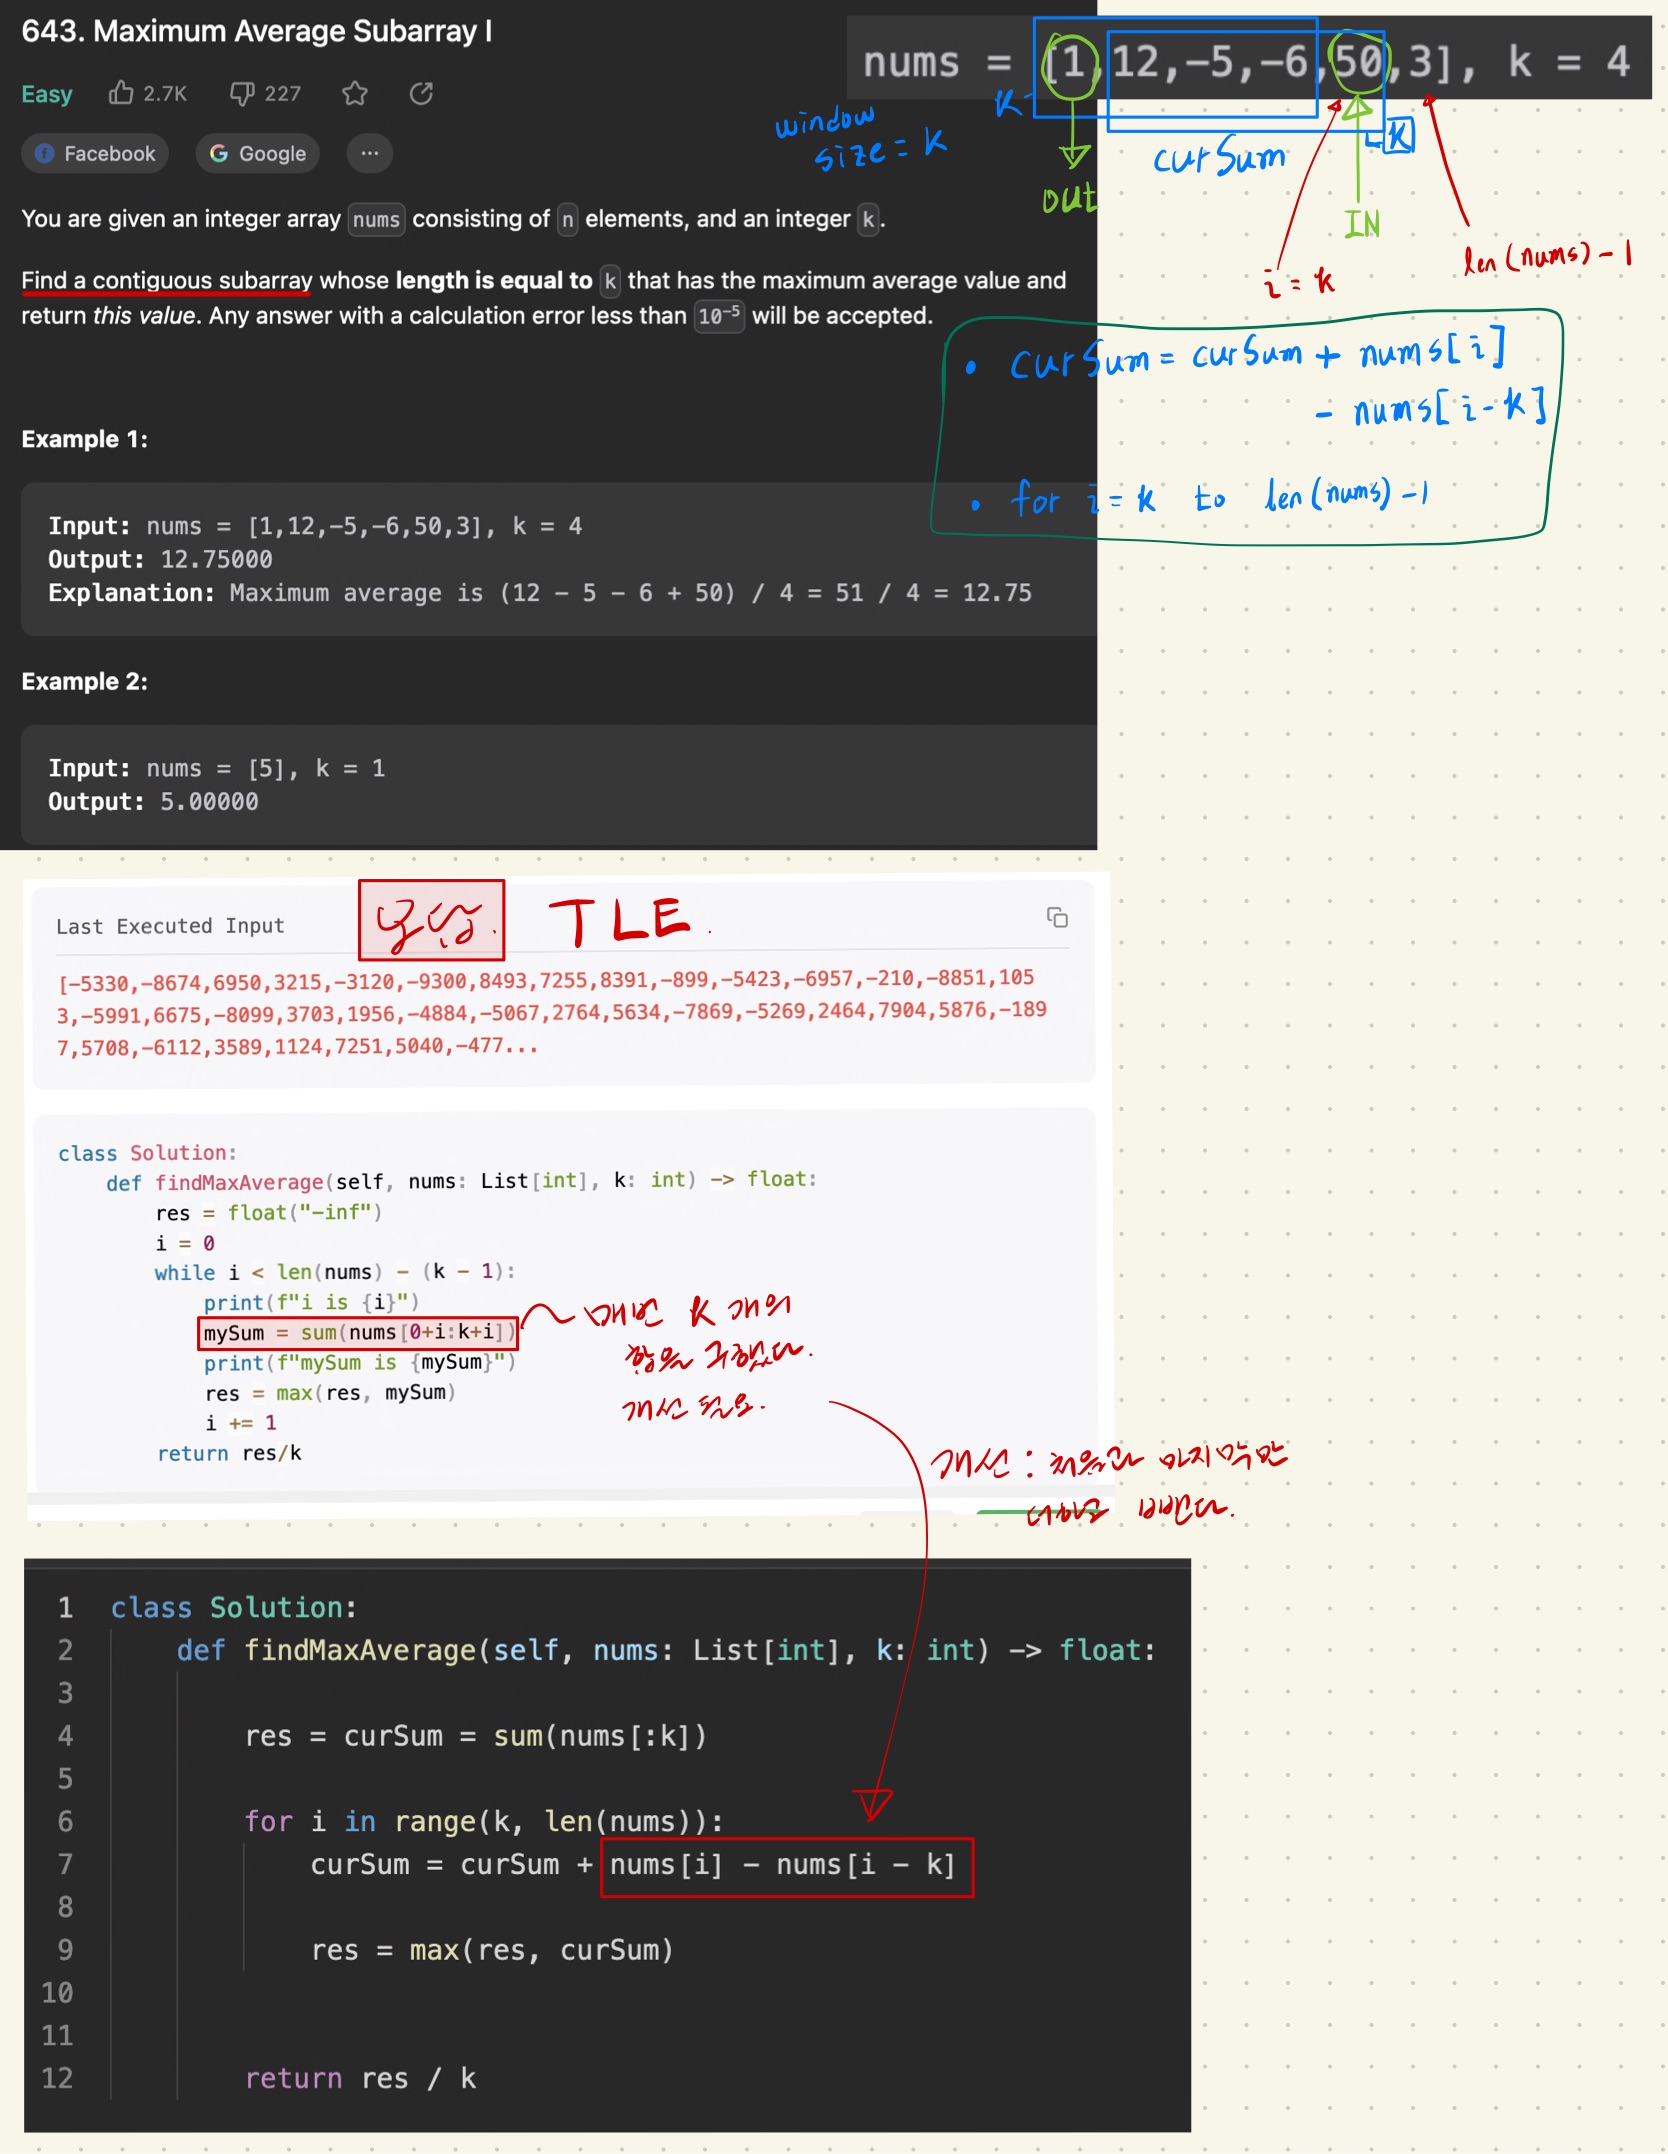 643. Maximum Average Subarray I
Easy 2.7K 227
Facebook Google ...
You are given an integer array nums consisting of n elements, and an integer k.
Find a contiguous subarray whose length is equal to k that has the maximum average value and
return this value. Any answer with a calculation error less than 10⁻⁵ will be accepted.
Example 1:
Input: nums = [1,12,-5,-6,50,3], k = 4
Output: 12.75000
Explanation: Maximum average is (12 - 5 - 6 + 50) / 4 = 51 / 4 = 12.75
Example 2:
Input: nums = [5], k = 1
Output: 5.00000
nums = [1,12,-5,-6,50,3], k = 4
window
size = k
K
curSum
K
OUT
IN
i = k
len(nums) - 1
• curSum = curSum + nums[i]
- nums[i-k]
• for i = k to len(nums) -1
Last Executed Input
오답. TLE.
[-5330,-8674,6950,3215,-3120,-9300,8493,7255,8391,-899,-5423,-6957,-210,-8851,105
3,-5991,6675,-8099,3703,1956,-4884,-5067,2764,5634,-7869,-5269,2464,7904,5876,-189
7,5708,-6112,3589,1124,7251,5040,-477...
class Solution:
def findMaxAverage(self, nums: List[int], k: int) -> float:
res = float("-inf")
i = 0
while i < len(nums) - (k - 1):
print(f"i is {i}")
mySum = sum(nums[0+i:k+i])
print(f"mySum is {mySum}")
res = max(res, mySum)
i += 1
return res/k
매번 K 개의
합을 구했다.
개선 필요.
개선 : 처음과 마지막만
더하고 뺀다.
1 class Solution:
2 def findMaxAverage(self, nums: List[int], k: int) -> float:
3
4 res = curSum = sum(nums[:k])
5
6 for i in range(k, len(nums)):
7 curSum = curSum + nums[i] - nums[i - k]
8
9 res = max(res, curSum)
10
11
12 return res / k